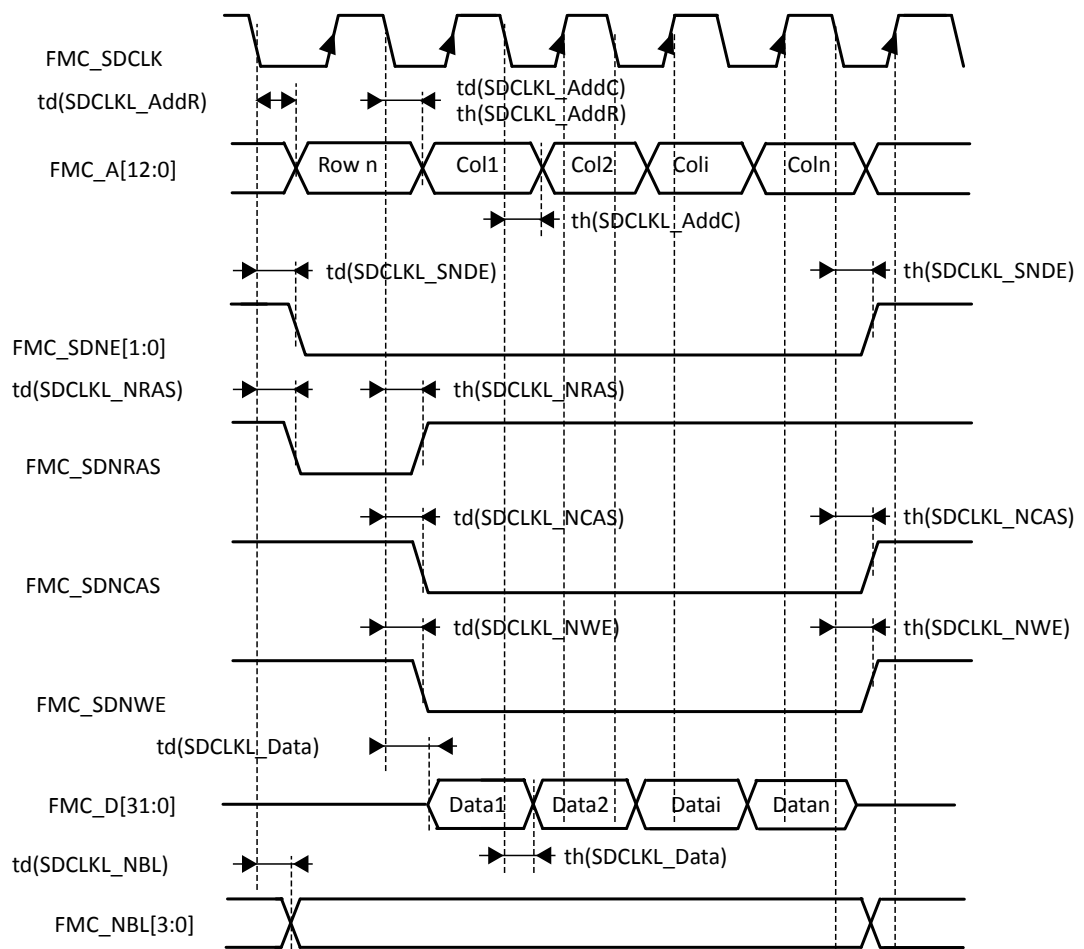 FMC_SDCLK
td(SDCLKL_AddR)
td(SDCLKL_AddC)
th(SDCLKL_AddR)
FMC_A[12:0]
Row n
Col1
Col2
Coli
Coln
th(SDCLKL_AddC)
td(SDCLKL_SNDE)
th(SDCLKL_SNDE)
FMC_SDNE[1:0]
td(SDCLKL_NRAS)
th(SDCLKL_NRAS)
FMC_SDNRAS
td(SDCLKL_NCAS)
th(SDCLKL_NCAS)
FMC_SDNCAS
td(SDCLKL_NWE)
th(SDCLKL_NWE)
FMC_SDNWE
td(SDCLKL_Data)
FMC_D[31:0]
Data1
Data2
Datai
Datan
th(SDCLKL_Data)
td(SDCLKL_NBL)
FMC_NBL[3:0]